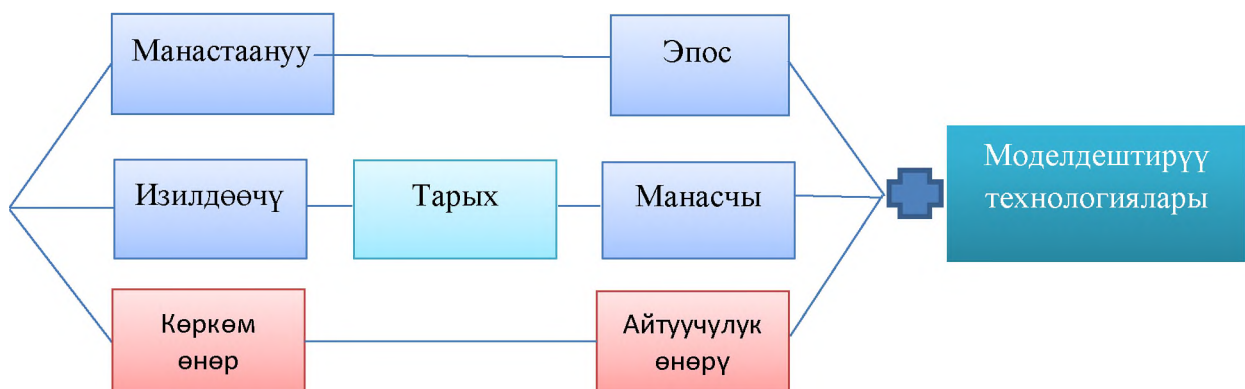 Манастаануу
Эпос
Изилдөөчү
Тарых
Манасчы
Моделдештирүү
технологиялары
Көркөм
өнөр
Айтуучулук
өнөрү